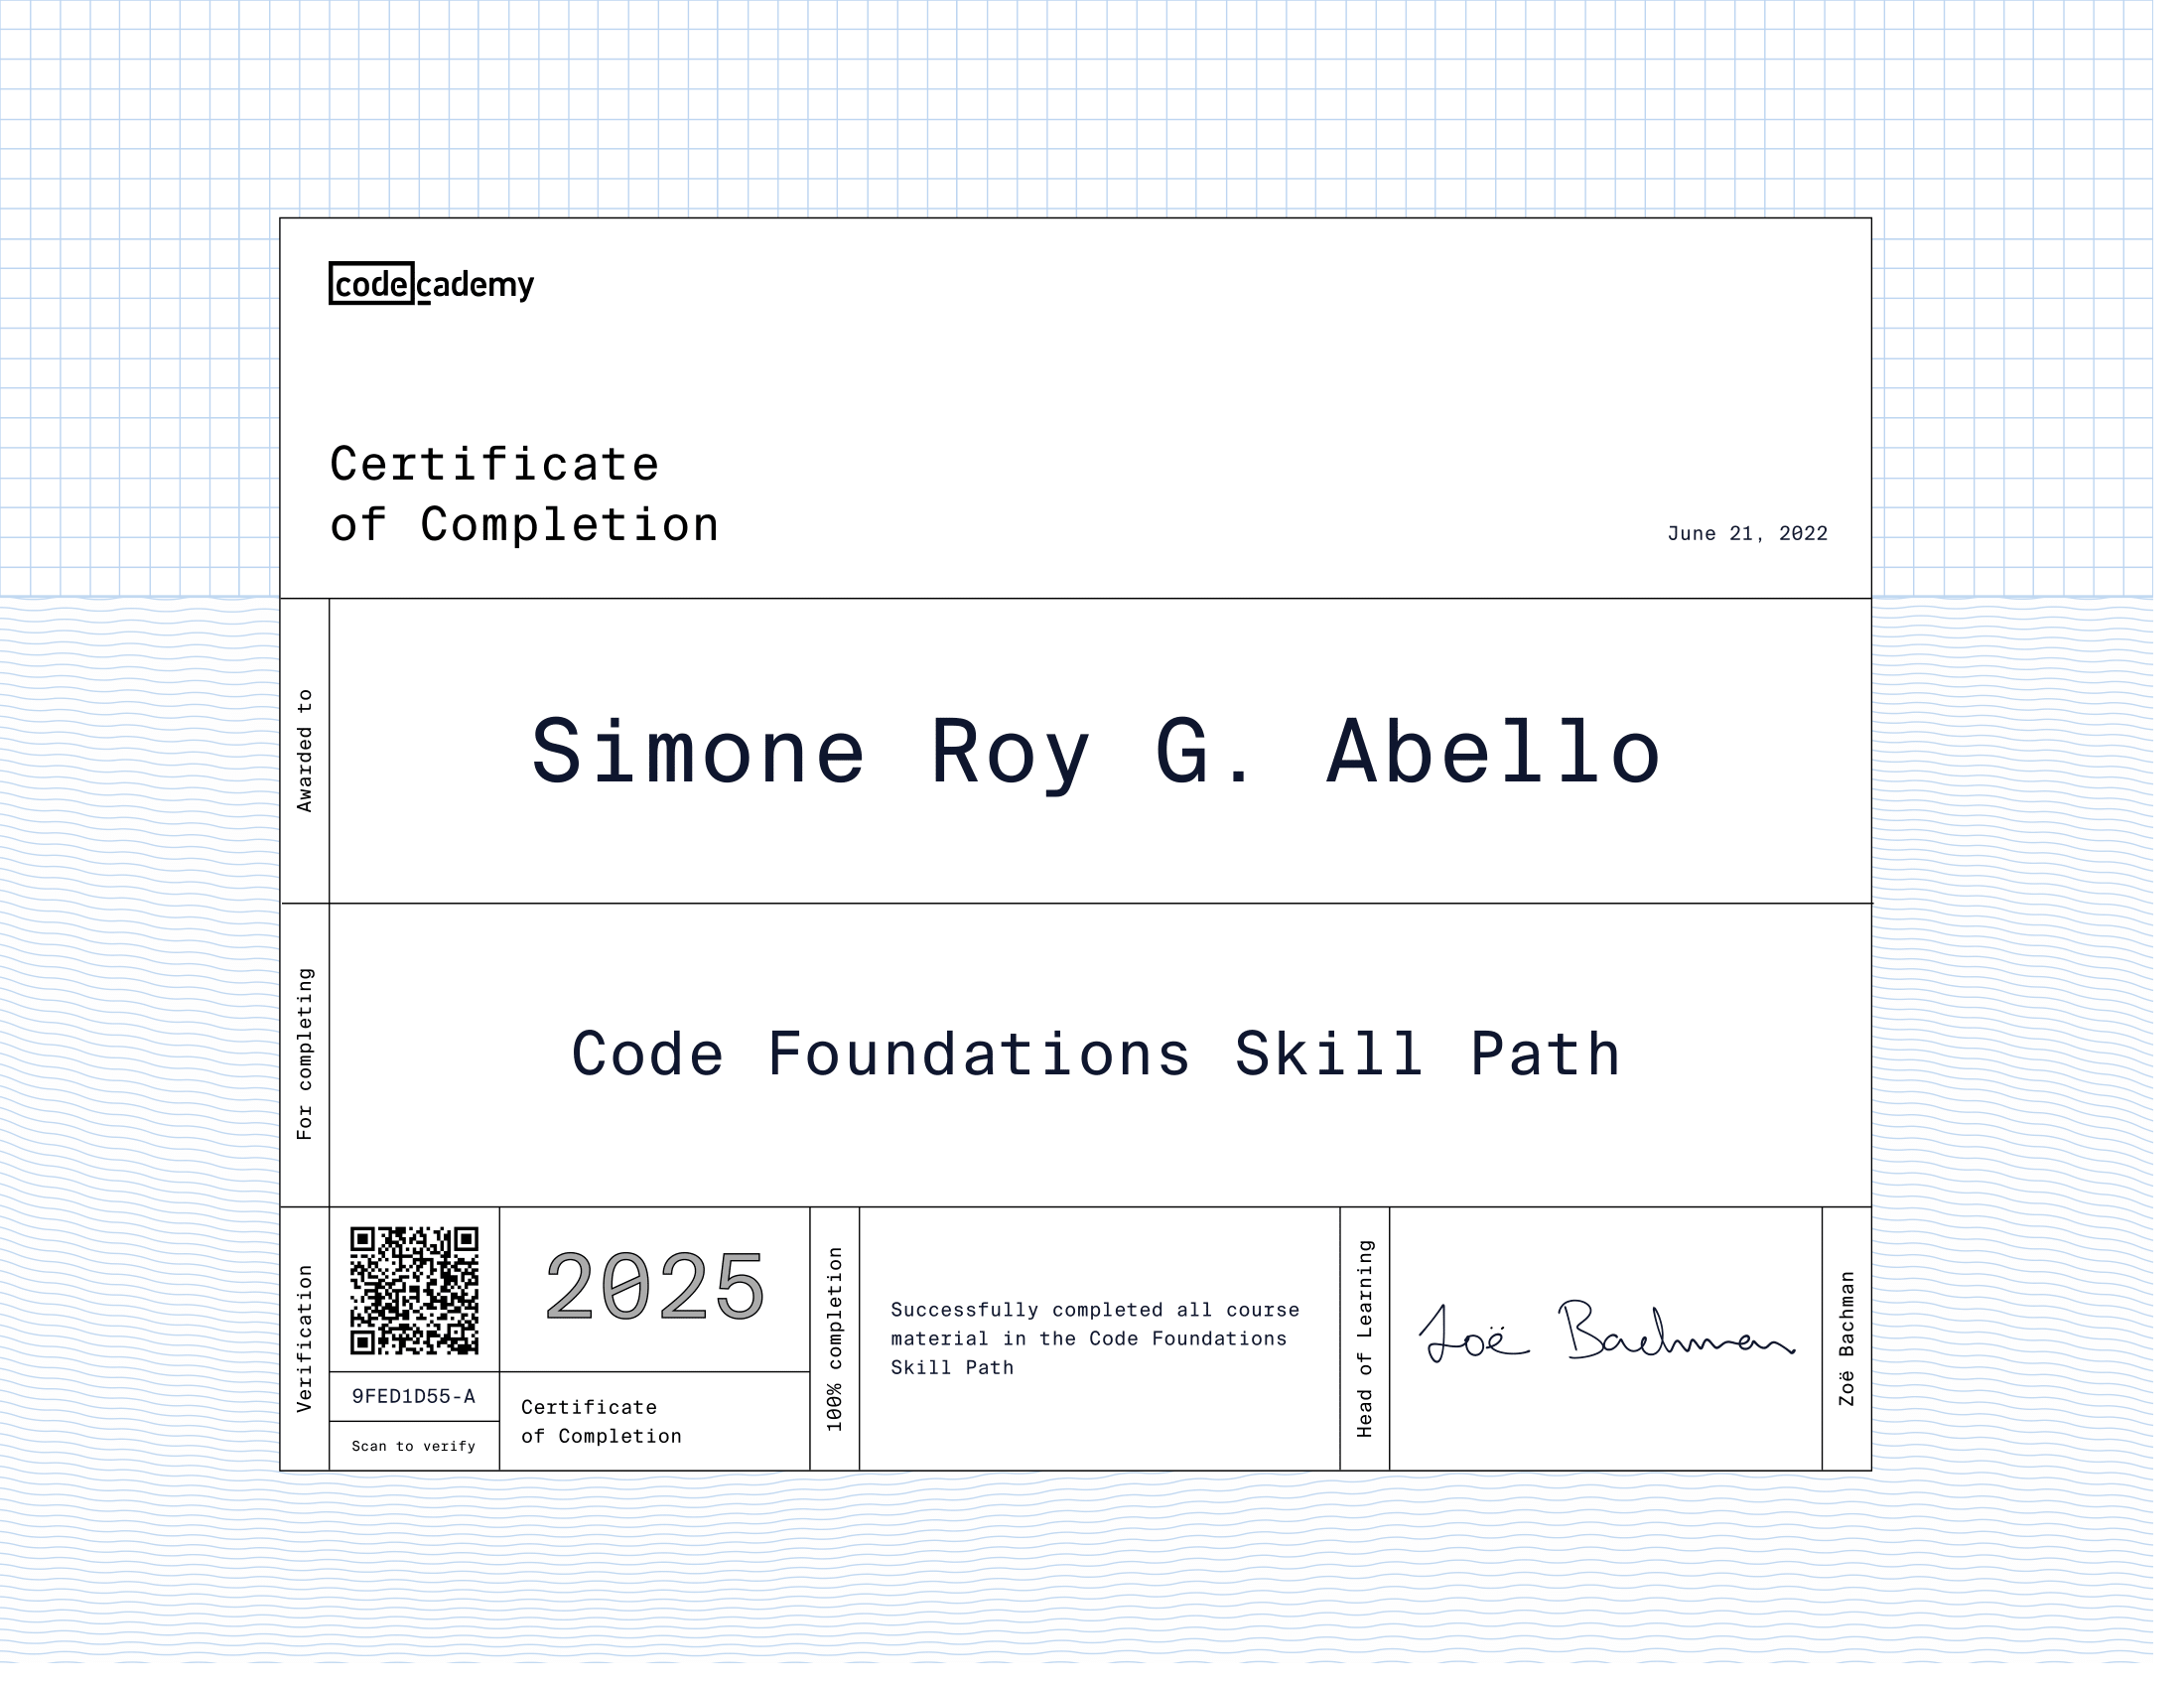 codecademy
Certificate
of Completion
June 21, 2022
Awarded to
Simone Roy G. Abello
For completing
Code Foundations Skill Path
Verification
9FED1D55-A
Scan to verify
2025
Certificate
of Completion
100% completion
Successfully completed all course
material in the Code Foundations
Skill Path
Head of Learning
Zoë Bachman
Zoë Bachman